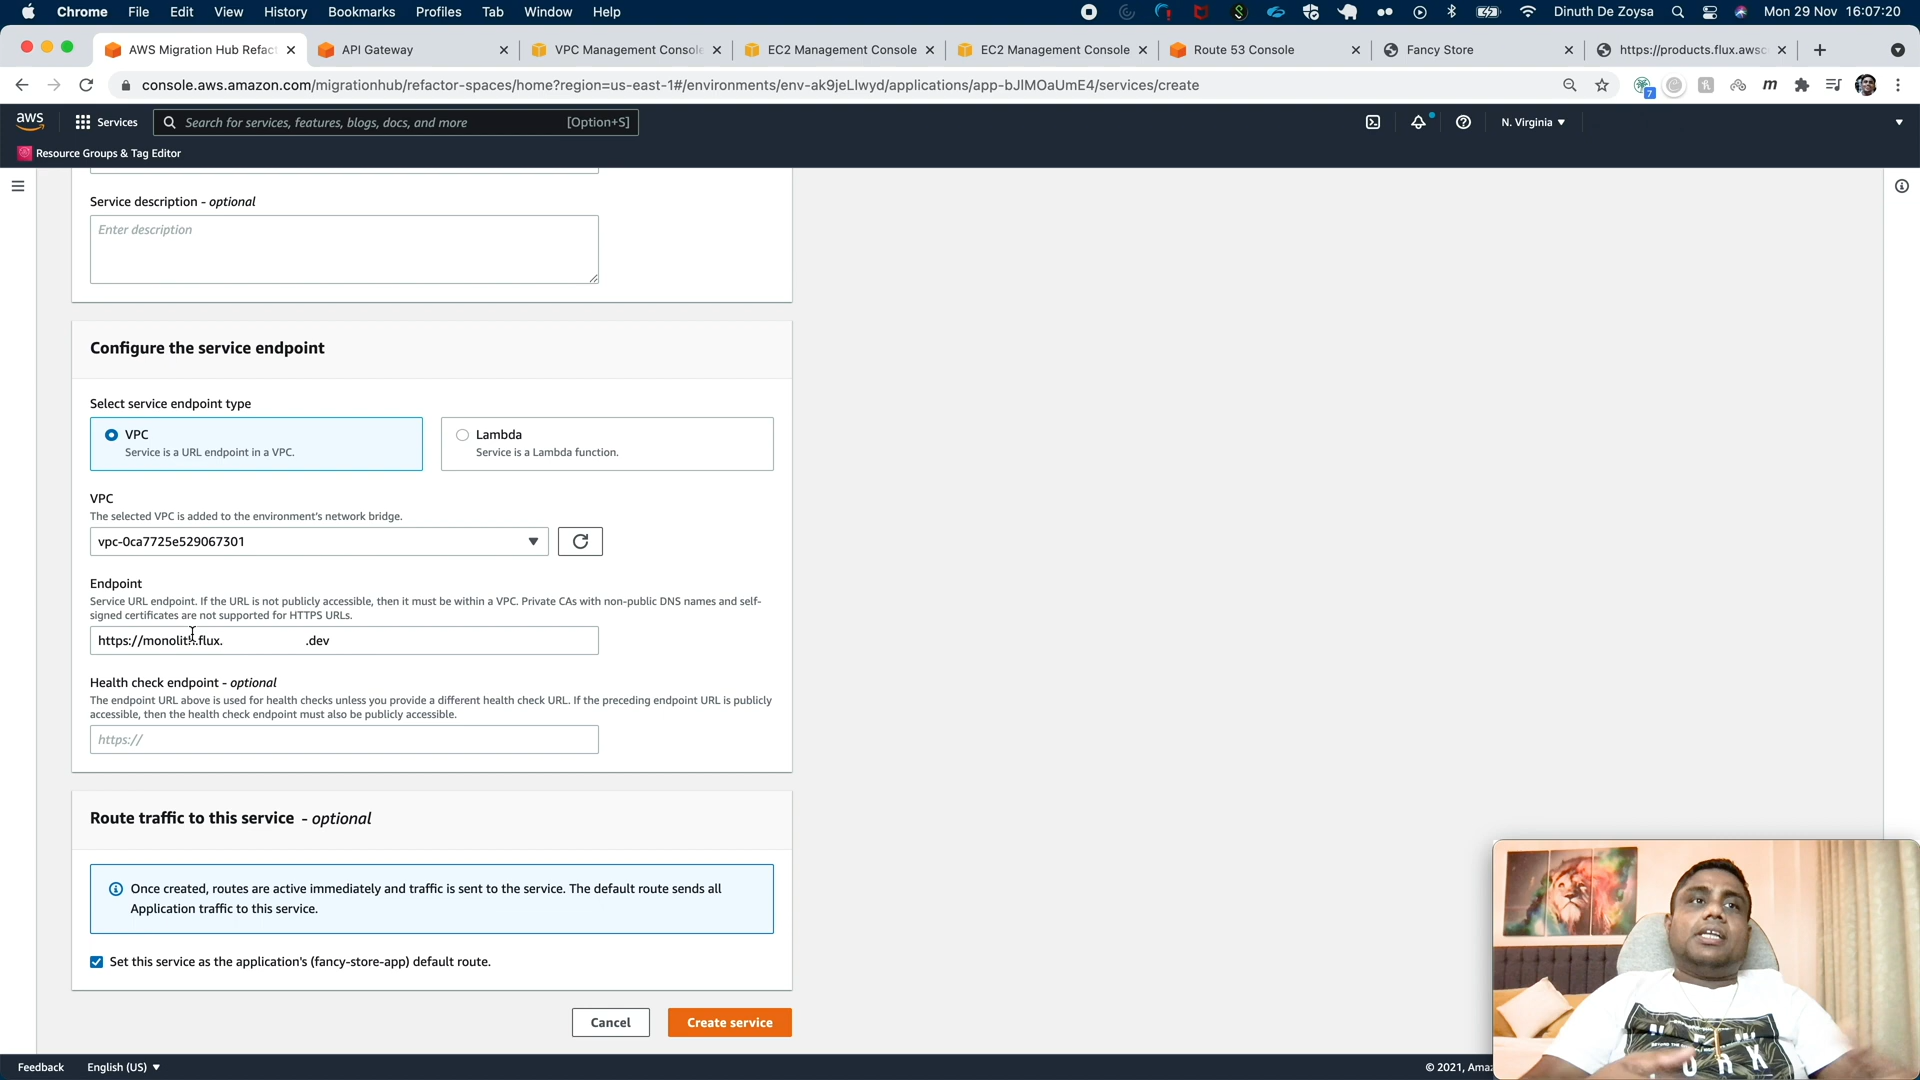 Chrome File Edit View History Bookmarks Profiles Tab Window Help Dinuth De Zoysa Mon 29 Nov 16:07:20
AWS Migration Hub Refac API Gateway VPC Management Console EC2 Management Console EC2 Management Console Route 53 Console Fancy Store https://products.flux.awsc
console.aws.amazon.com/migrationhub/refactor-spaces/home?region=us-east-1#/environments/env-ak9jeLlwyd/applications/app-bJlMOaUmE4/services/create 7
aws Services Search for services, features, blogs, docs, and more [Option+S] N. Virginia
Resource Groups & Tag Editor
Service description - optional
Enter description
Configure the service endpoint
Select service endpoint type
VPC
Service is a URL endpoint in a VPC.
Lambda
Service is a Lambda function.
VPC
The selected VPC is added to the environment's network bridge.
vpc-0ca7725e529067301
Endpoint
Service URL endpoint. If the URL is not publicly accessible, then it must be within a VPC. Private CAs with non-public DNS names and self-
signed certificates are not supported for HTTPS URLs.
https://monolith.flux. .dev
Health check endpoint - optional
The endpoint URL above is used for health checks unless you provide a different health check URL. If the preceding endpoint URL is publicly
accessible, then the health check endpoint must also be publicly accessible.
https://
Route traffic to this service - optional
Once created, routes are active immediately and traffic is sent to the service. The default route sends all
Application traffic to this service.
Set this service as the application's (fancy-store-app) default route.
Cancel Create service
Feedback English (US) © 2021, Amaz